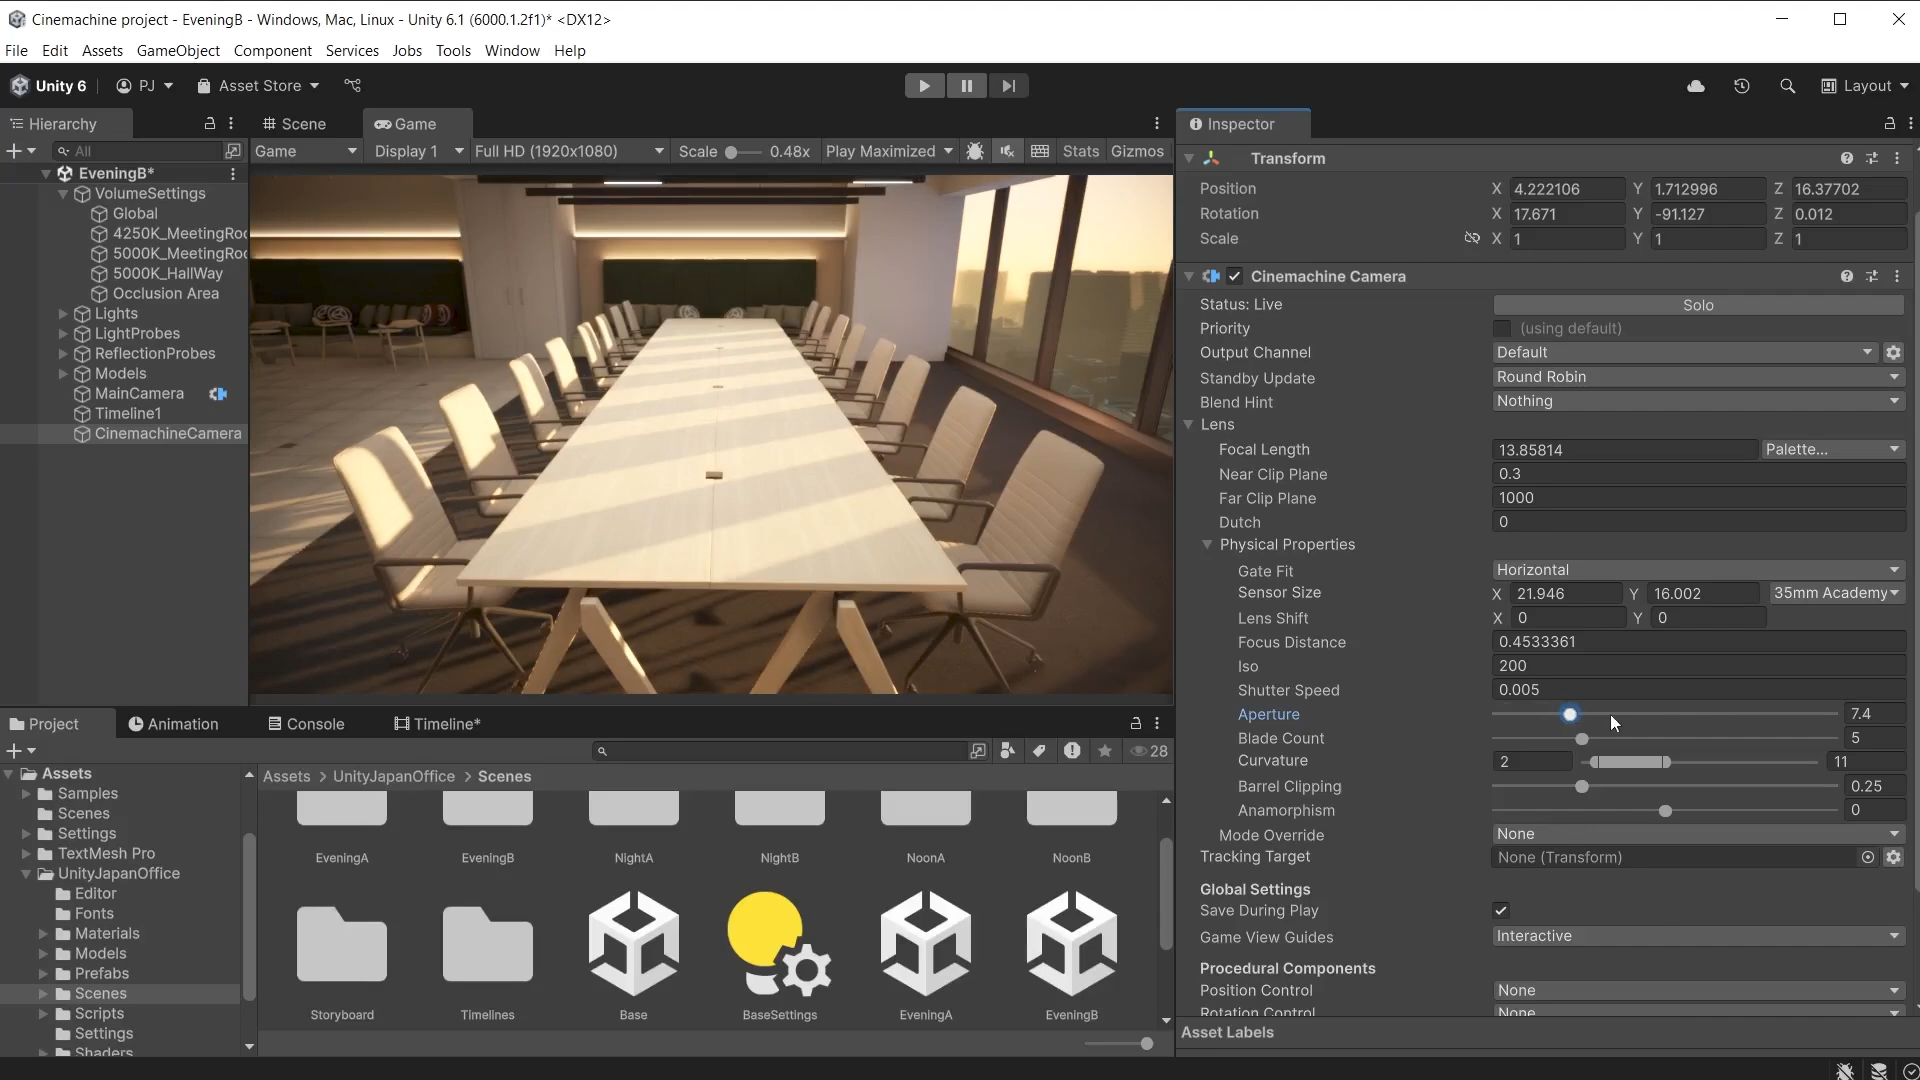 Cinemachine project - EveningB - Windows, Mac, Linux - Unity 6.1 (6000.1.2f1)* <DX12>
File Edit Assets GameObject Component Services Jobs Tools Window Help
Unity 6 PJ Asset Store Layout
Hierarchy
All
EveningB*
VolumeSettings
Global
4250K_MeetingRoo
5000K_MeetingRoo
5000K_HallWay
Occlusion Area
Lights
LightProbes
ReflectionProbes
Models
MainCamera
Timeline1
CinemachineCamera
Scene Game
Game Display 1 Full HD (1920x1080) Scale 0.48x Play Maximized Stats Gizmos
Inspector
Transform
Position X 4.222106 Y 1.712996 Z 16.37702
Rotation X 17.671 Y -91.127 Z 0.012
Scale X 1 Y 1 Z 1
Cinemachine Camera
Status: Live Solo
Priority (using default)
Output Channel Default
Standby Update Round Robin
Blend Hint Nothing
Lens
Focal Length 13.85814 Palette...
Near Clip Plane 0.3
Far Clip Plane 1000
Dutch 0
Physical Properties
Gate Fit Horizontal
Sensor Size X 21.946 Y 16.002 35mm Academy
Lens Shift X 0 Y 0
Focus Distance 0.4533361
Iso 200
Shutter Speed 0.005
Aperture 7.4
Blade Count 5
Curvature 2 11
Barrel Clipping 0.25
Anamorphism 0
Mode Override None
Tracking Target None (Transform)
Global Settings
Save During Play
Game View Guides Interactive
Procedural Components
Position Control None
Rotation Control None
Asset Labels
Project Animation Console Timeline*
28
Assets
Samples
Scenes
Settings
TextMesh Pro
UnityJapanOffice
Editor
Fonts
Materials
Models
Prefabs
Scenes
Scripts
Settings
Shaders
Assets > UnityJapanOffice > Scenes
EveningA EveningB NightA NightB NoonA NoonB
Storyboard Timelines Base BaseSettings EveningA EveningB